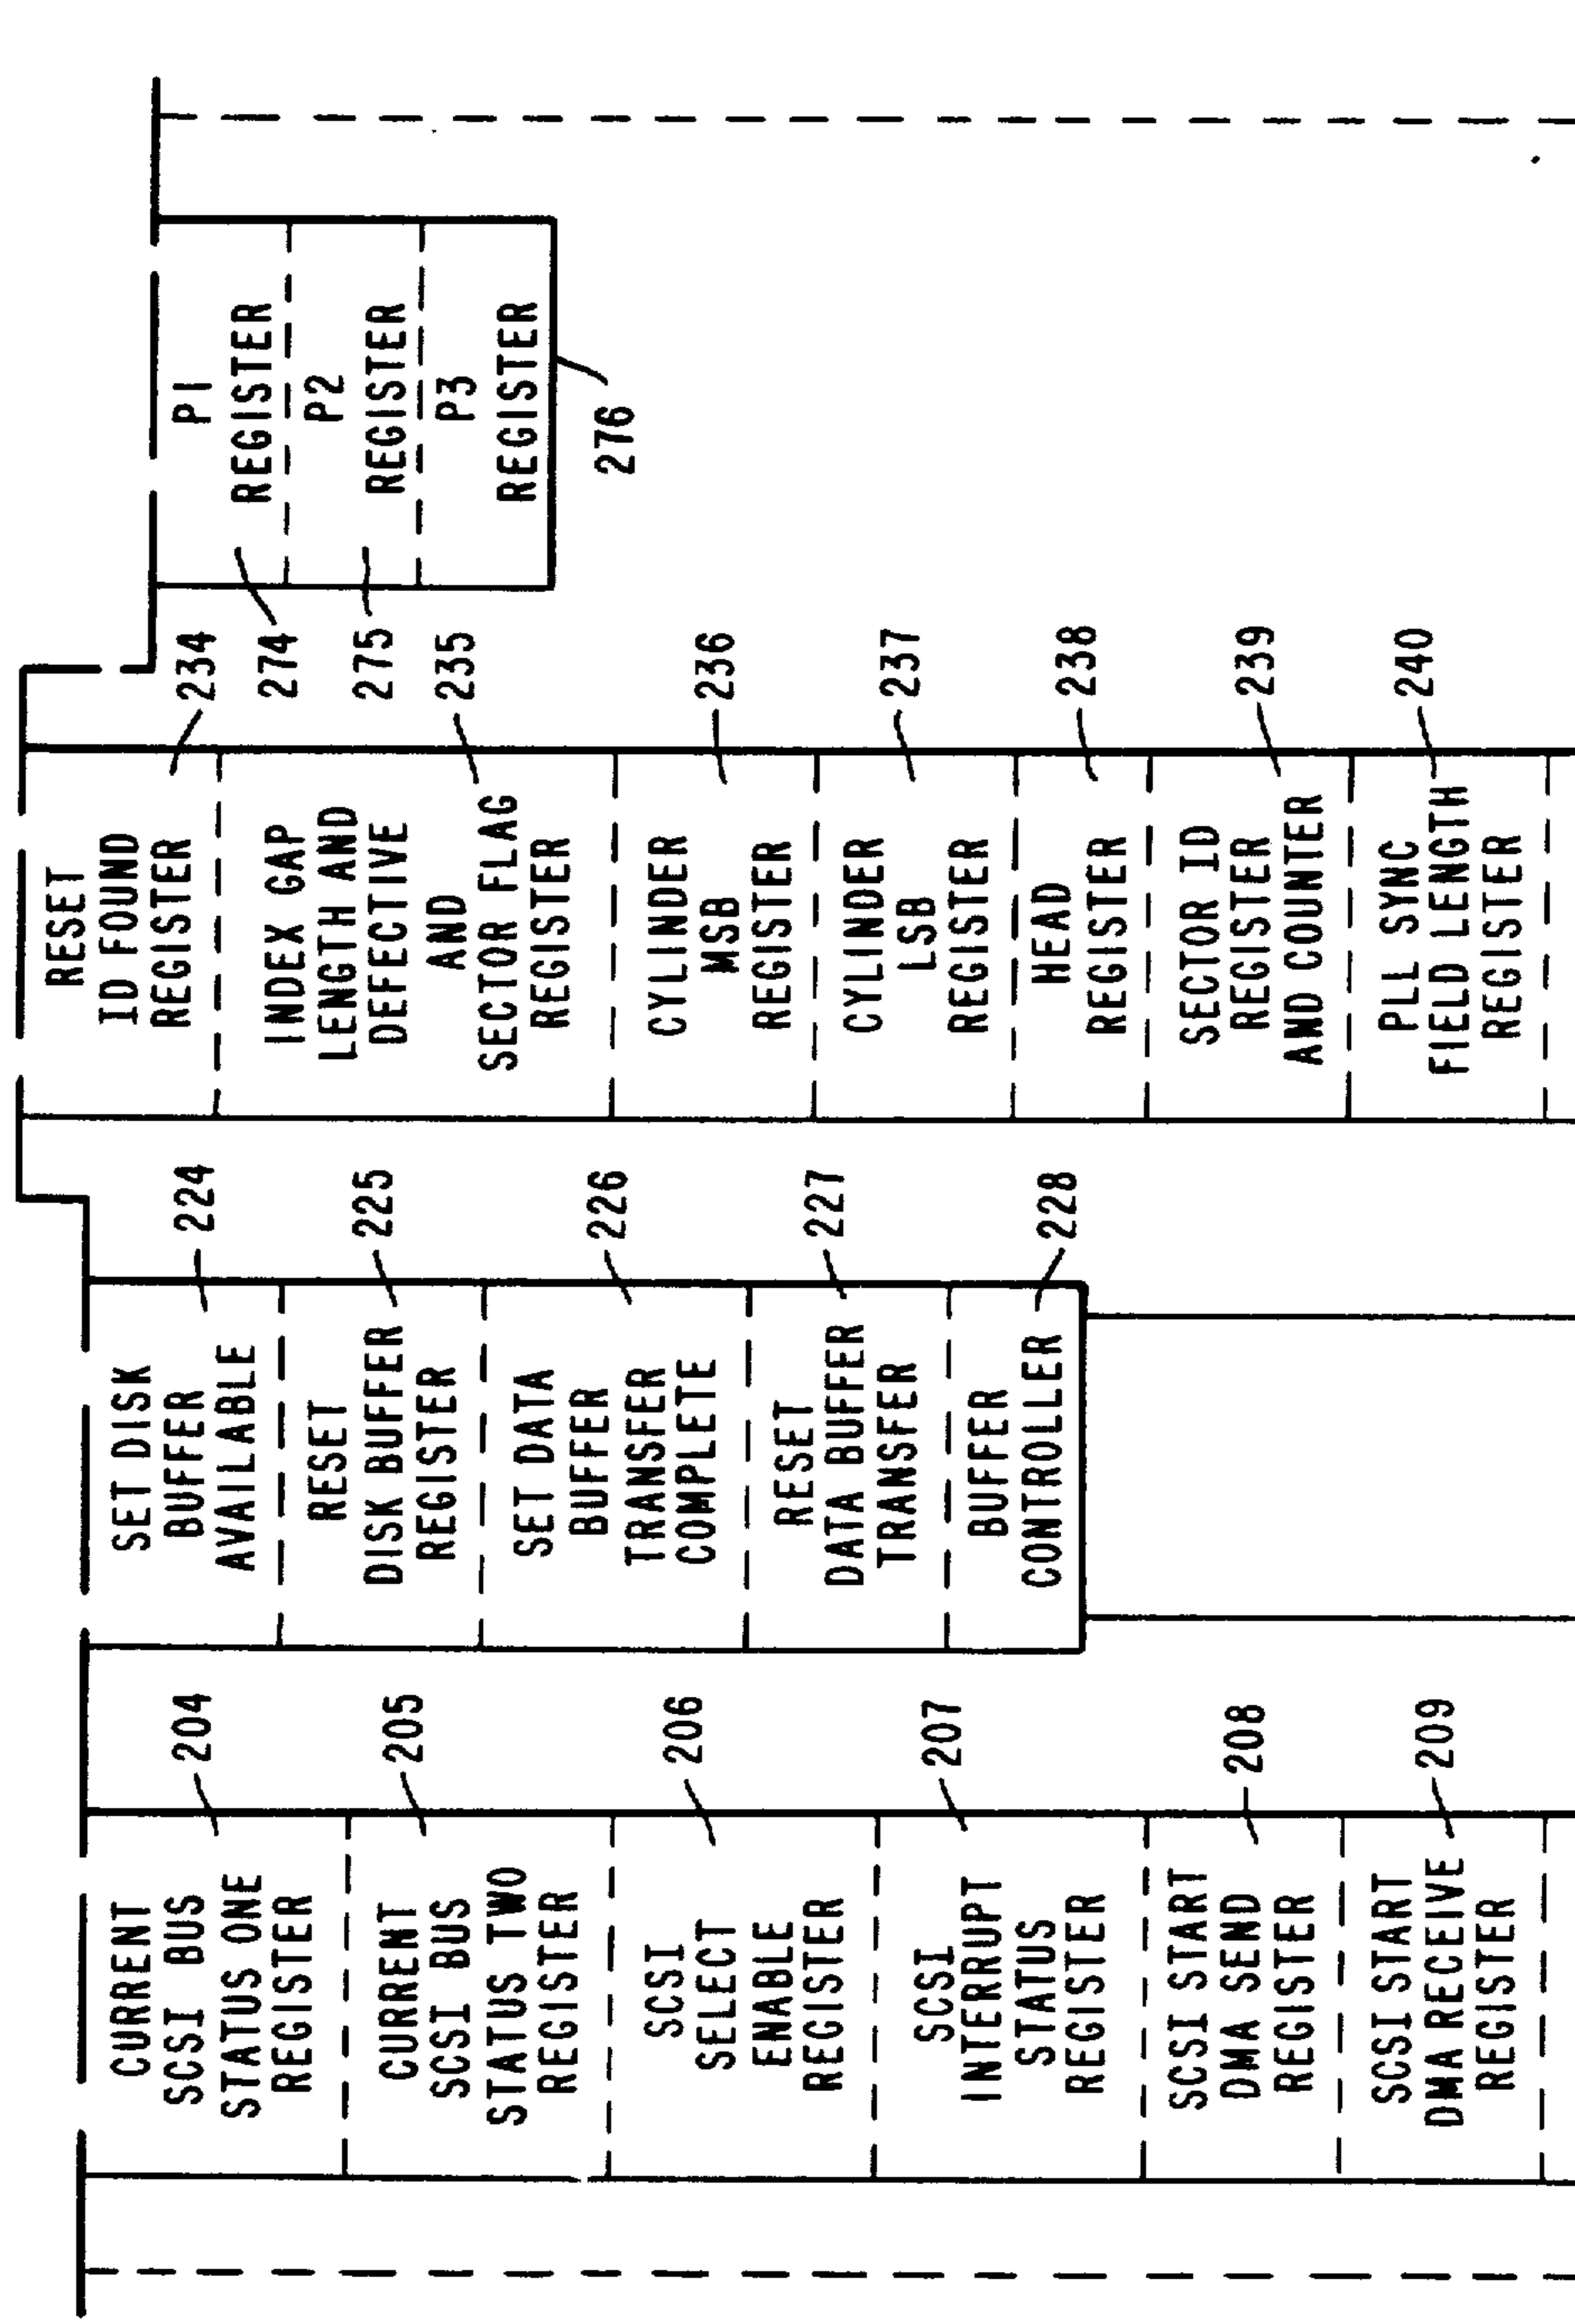 CURRENT
SCSI BUS
STATUS ONE
REGISTER
204
CURRENT
SCSI BUS
STATUS TWO
REGISTER
205
SCSI
SELECT
ENABLE
REGISTER
206
SCSI
INTERRUPT
STATUS
REGISTER
207
SCSI START
DMA SEND
REGISTER
208
SCSI START
DMA RECEIVE
REGISTER
209
SET DISK
BUFFER
AVAILABLE
224
RESET
DISK BUFFER
REGISTER
225
SET DATA
BUFFER
TRANSFER
COMPLETE
226
RESET
DATA BUFFER
TRANSFER
227
BUFFER
CONTROLLER
228
RESET
ID FOUND
REGISTER
234
INDEX GAP
LENGTH AND
DEFECTIVE
AND
SECTOR FLAG
REGISTER
235
CYLINDER
MSB
REGISTER
236
CYLINDER
LSB
REGISTER
237
HEAD
REGISTER
238
SECTOR ID
REGISTER
AND COUNTER
239
PLL SYNC
FIELD LENGTH
REGISTER
240
P1
REGISTER
274
P2
REGISTER
275
P3
REGISTER
276